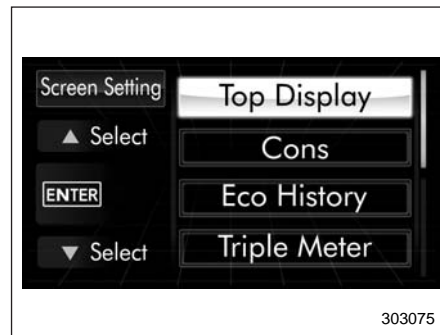 Screen Setting
Top Display
▲ Select
Cons
ENTER
Eco History
▼ Select
Triple Meter
303075